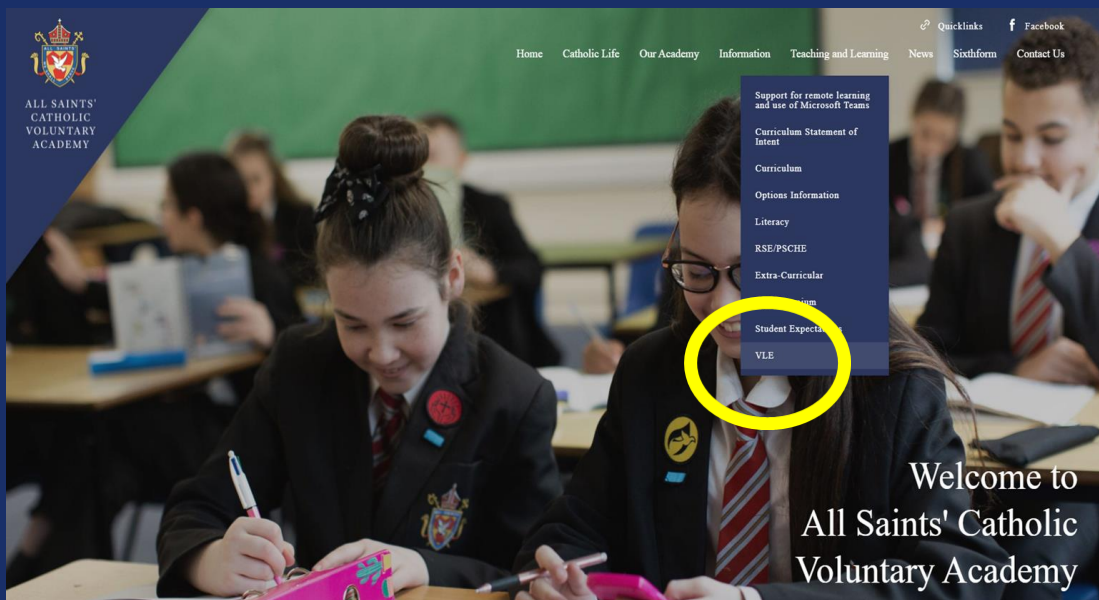 Quicklinks
Facebook
Home Catholic Life Our Academy Information Teaching and Learning News Sixthform Contact Us
ALL SAINTS
ALL SAINTS'
CATHOLIC
VOLUNTARY
ACADEMY
Support for remote learning
and use of Microsoft Teams
Curriculum Statement of
Intent
Curriculum
Options Information
Literacy
RSE/PSCHE
Extra-Curricular
Student
VLE
Welcome to
All Saints' Catholic
Voluntary Academy